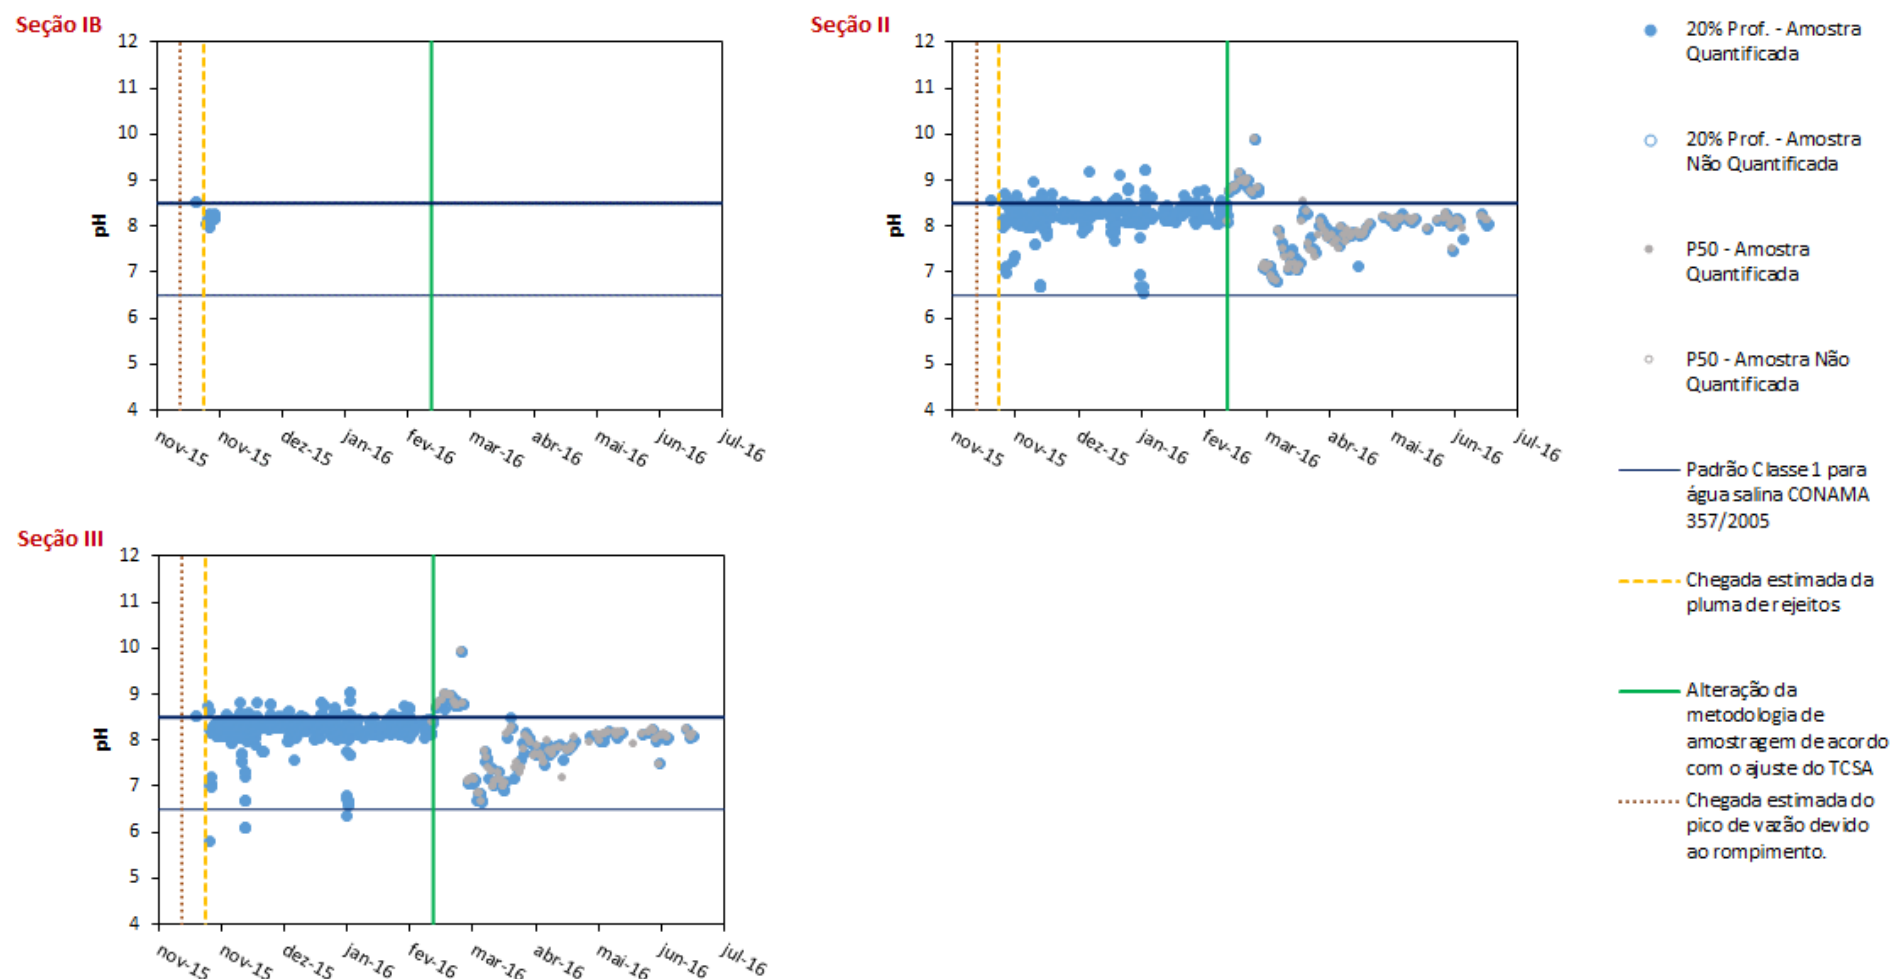 Seção IB
12
11
10
9
8
7
6
5
4
pH
nov-15
nov-15
dez-15
jan-16
fev-16
mar-16
abr-16
mai-16
jun-16
jul-16
Seção II
12
11
10
9
8
7
6
5
4
pH
nov-15
nov-15
dez-15
jan-16
fev-16
mar-16
abr-16
mai-16
jun-16
jul-16
Seção III
12
11
10
9
8
7
6
5
4
pH
nov-15
nov-15
dez-15
jan-16
fev-16
mar-16
abr-16
mai-16
jun-16
jul-16
20% Prof. - Amostra
Quantificada
20% Prof. - Amostra
Não Quantificada
P50 - Amostra
Quantificada
P50 - Amostra Não
Quantificada
Padrão Classe 1 para
água salina CONAMA
357/2005
Chegada estimada da
pluma de rejeitos
Alteração da
metodologia de
amostragem de acordo
com o ajuste do TCSA
Chegada estimada do
pico de vazão devido
ao rompimento.